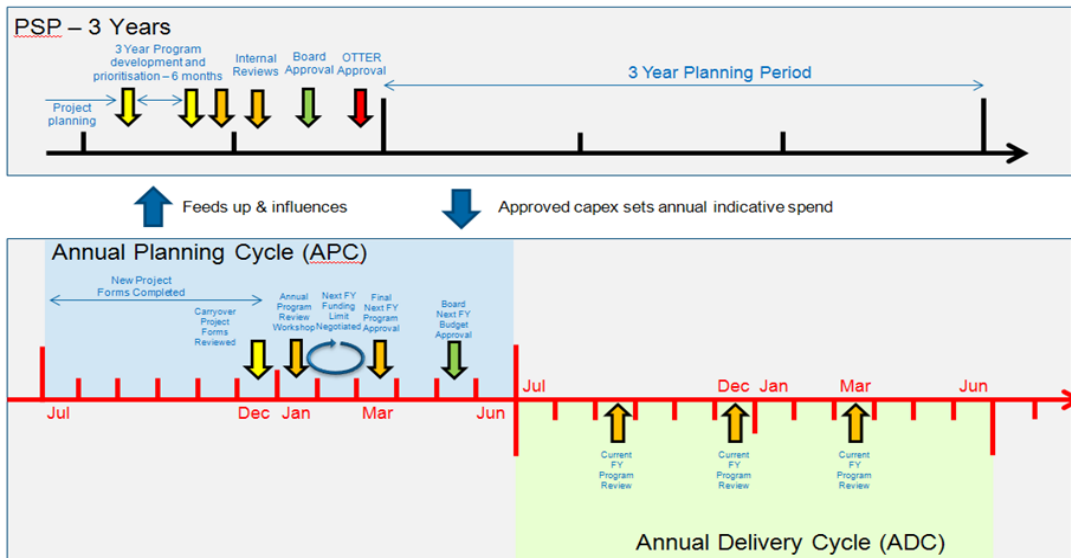 PSP – 3 Years
3 Year Program
development and
prioritisation – 6 months
Internal
Reviews
Board
Approval
OTTER
Approval
3 Year Planning Period
Project
planning
Feeds up & influences
Approved capex sets annual indicative spend
Annual Planning Cycle (APC)
New Project
Forms Completed
Carryover
Project
Forms
Reviewed
Annual
Program
Review
Workshop
Next FY
Funding
Limit
Negotiated
Final
Next FY
Program
Approval
Board
Next FY
Budget
Approval
Jul
Dec
Jan
Mar
Jun
Jul
Dec
Jan
Mar
Jun
Current
FY
Program
Review
Current
FY
Program
Review
Current
FY
Program
Review
Annual Delivery Cycle (ADC)